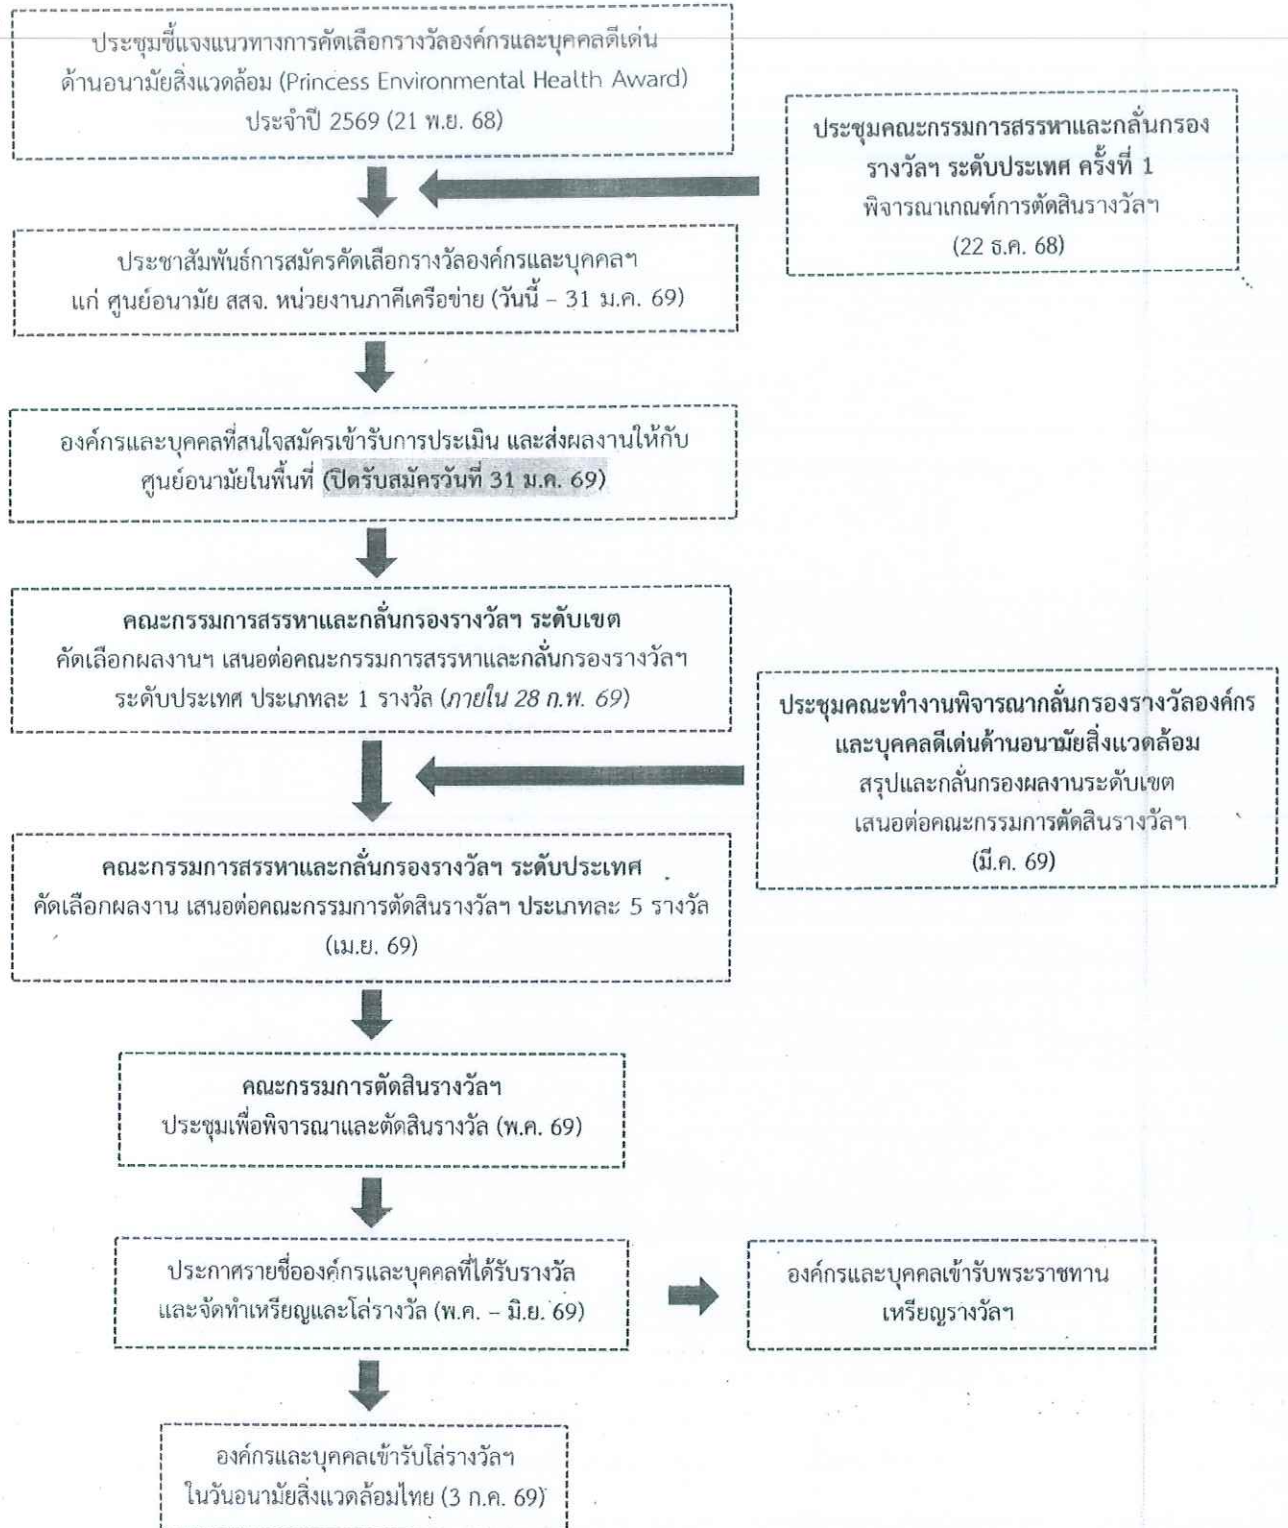 ประชุมชี้แจงแนวทางการคัดเลือกรางวัลองค์กรและบุคคลดีเด่น
ด้านอนามัยสิ่งแวดล้อม (Princess Environmental Health Award)
ประจำปี 2569 (21 พ.ย. 68)
ประชุมคณะกรรมการสรรหาและกลั่นกรอง
รางวัลฯ ระดับประเทศ ครั้งที่ 1
พิจารณาเกณฑ์การตัดสินรางวัลฯ
(22 ธ.ค. 68)
ประชาสัมพันธ์การสมัครคัดเลือกรางวัลองค์กรและบุคคลฯ
แก่ ศูนย์อนามัย สสจ. หน่วยงานภาคีเครือข่าย (วันนี้ – 31 ม.ค. 69)
องค์กรและบุคคลที่สนใจสมัครเข้ารับการประเมิน และส่งผลงานให้กับ
ศูนย์อนามัยในพื้นที่ (ปิดรับสมัครวันที่ 31 ม.ค. 69)
คณะกรรมการสรรหาและกลั่นกรองรางวัลฯ ระดับเขต
คัดเลือกผลงานฯ เสนอต่อคณะกรรมการสรรหาและกลั่นกรองรางวัลฯ
ระดับประเทศ ประเภทละ 1 รางวัล (ภายใน 28 ก.พ. 69)
ประชุมคณะทำงานพิจารณากลั่นกรองรางวัลองค์กร
และบุคคลดีเด่นด้านอนามัยสิ่งแวดล้อม
สรุปและกลั่นกรองผลงานระดับเขต
เสนอต่อคณะกรรมการตัดสินรางวัลฯ
(มี.ค. 69)
คณะกรรมการสรรหาและกลั่นกรองรางวัลฯ ระดับประเทศ
คัดเลือกผลงาน เสนอต่อคณะกรรมการตัดสินรางวัลฯ ประเภทละ 5 รางวัล
(เม.ย. 69)
คณะกรรมการตัดสินรางวัลฯ
ประชุมเพื่อพิจารณาและตัดสินรางวัล (พ.ค. 69)
ประกาศรายชื่อองค์กรและบุคคลที่ได้รับรางวัล
และจัดทำเหรียญและโล่รางวัล (พ.ค. – มิ.ย. 69)
องค์กรและบุคคลเข้ารับพระราชทาน
เหรียญรางวัลฯ
องค์กรและบุคคลเข้ารับโล่รางวัลฯ
ในวันอนามัยสิ่งแวดล้อมไทย (3 ก.ค. 69)